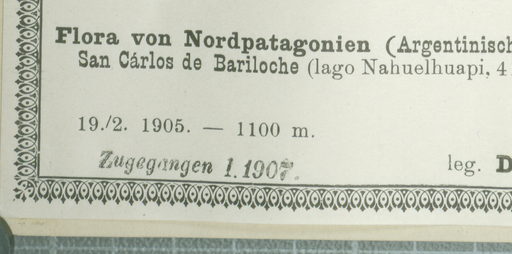 Flora von Nordpatagonien (Argentinisch
San Cárlos de Bariloche (lago Nahuelhuapi, 4
19./2. 1905. — 1100 m.
Zugegangen 1. 1907.
leg. D